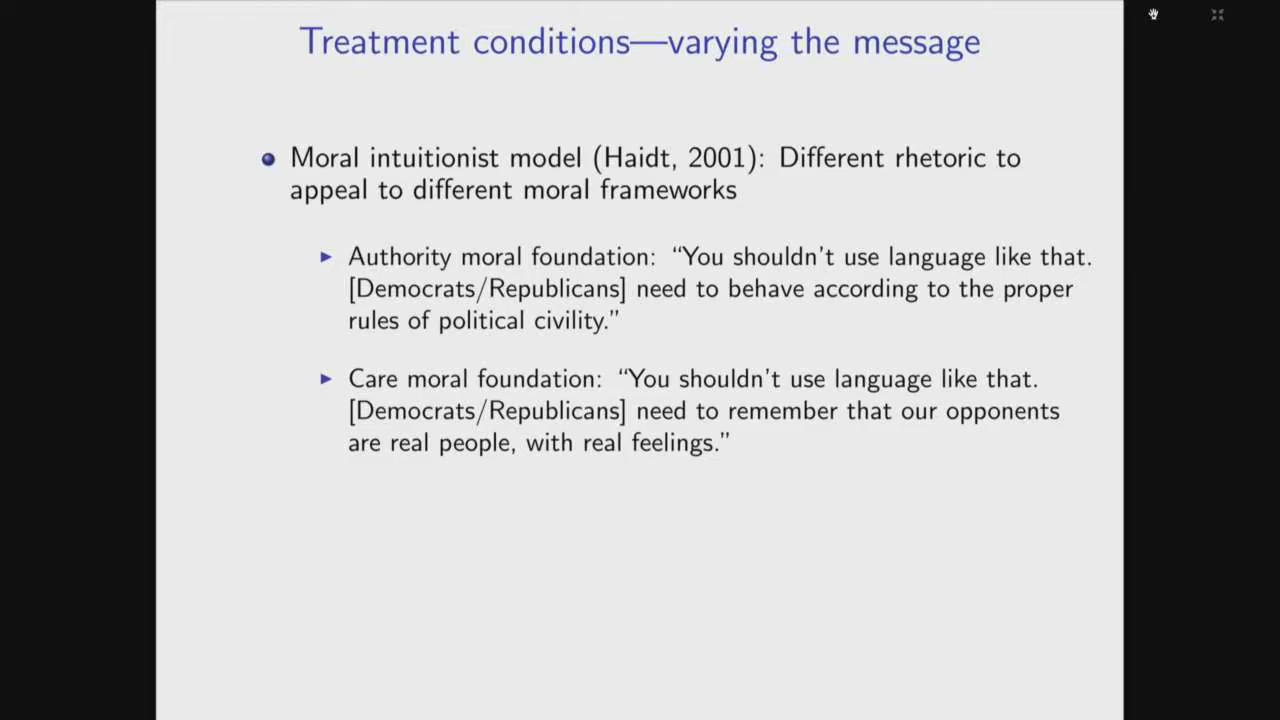 Treatment conditions—varying the message
Moral intuitionist model (Haidt, 2001): Different rhetoric to
appeal to different moral frameworks
Authority moral foundation: “You shouldn’t use language like that.
[Democrats/Republicans] need to behave according to the proper
rules of political civility.”
Care moral foundation: “You shouldn’t use language like that.
[Democrats/Republicans] need to remember that our opponents
are real people, with real feelings.”